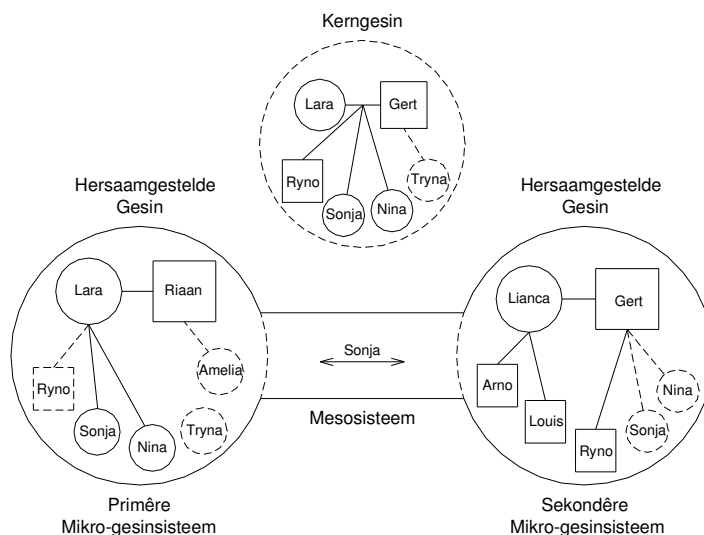 Kerngesin
Lara
Gert
Ryno
Tryna
Sonja
Nina
Hersaamgestelde
Gesin
Lara
Riaan
Ryno
Amelia
Sonja
Nina
Tryna
Primêre
Mikro-gesinsisteem
Sonja
Mesosisteem
Hersaamgestelde
Gesin
Lianca
Gert
Arno
Louis
Ryno
Nina
Sonja
Sekondêre
Mikro-gesinsisteem